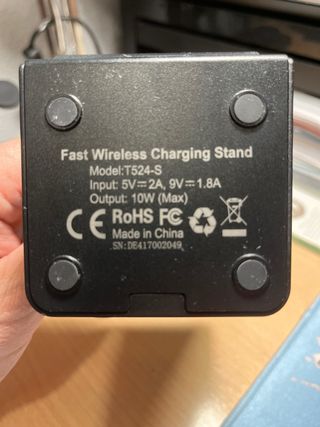 Fast Wireless Charging Stand
Model:T524-S
Input: 5V⎓2A, 9V⎓1.8A
Output: 10W (Max)
CE RoHS FC
Made in China
SN:DE417002049